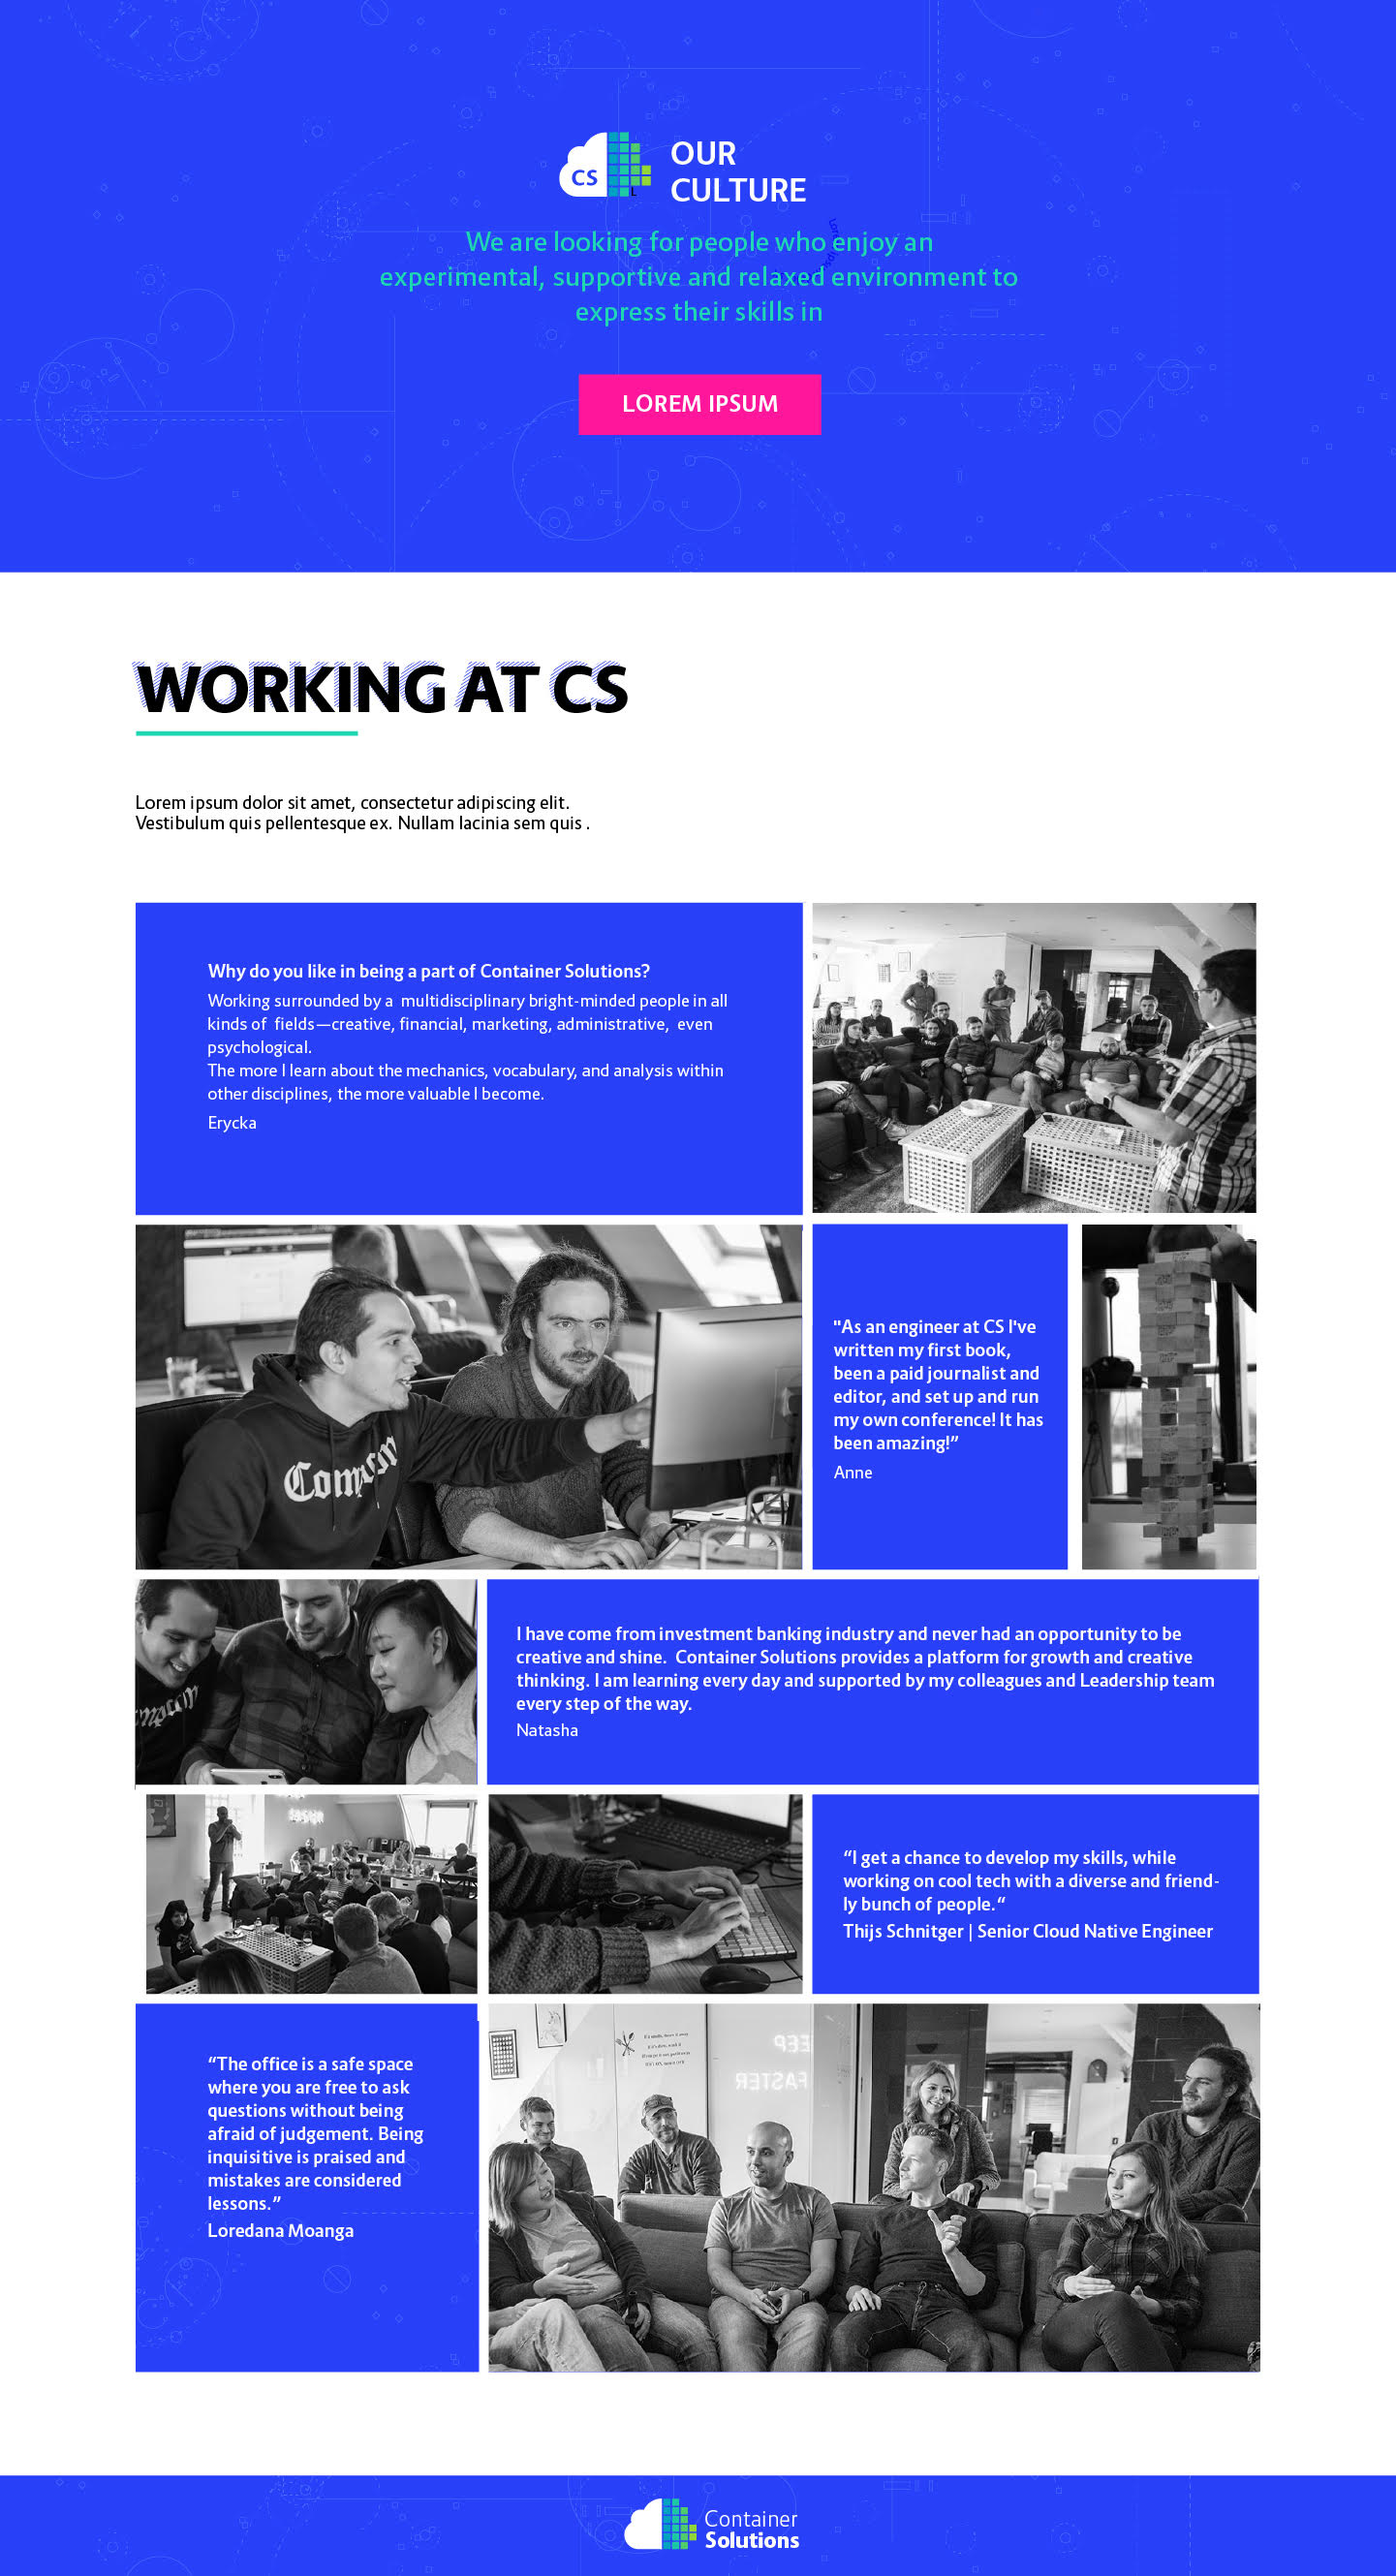 CS
OUR
CULTURE
L
We are looking for people who enjoy an
experimental, supportive and relaxed environment to
express their skills in
LOREM IPSUM
WORKING AT CS
Lorem ipsum dolor sit amet, consectetur adipiscing elit.
Vestibulum quis pellentesque ex. Nullam lacinia sem quis .
Why do you like in being a part of Container Solutions?
Working surrounded by a multidisciplinary bright-minded people in all
kinds of fields—creative, financial, marketing, administrative, even
psychological.
The more I learn about the mechanics, vocabulary, and analysis within
other disciplines, the more valuable I become.
Erycka
"As an engineer at CS I've
written my first book,
been a paid journalist and
editor, and set up and run
my own conference! It has
been amazing!”
Anne
I have come from investment banking industry and never had an opportunity to be
creative and shine. Container Solutions provides a platform for growth and creative
thinking. I am learning every day and supported by my colleagues and Leadership team
every step of the way.
Natasha
“I get a chance to develop my skills, while
working on cool tech with a diverse and friend-
ly bunch of people.“
Thijs Schnitger | Senior Cloud Native Engineer
“The office is a safe space
where you are free to ask
questions without being
afraid of judgement. Being
inquisitive is praised and
mistakes are considered
lessons.”
Loredana Moanga
FASTER
Container
Solutions